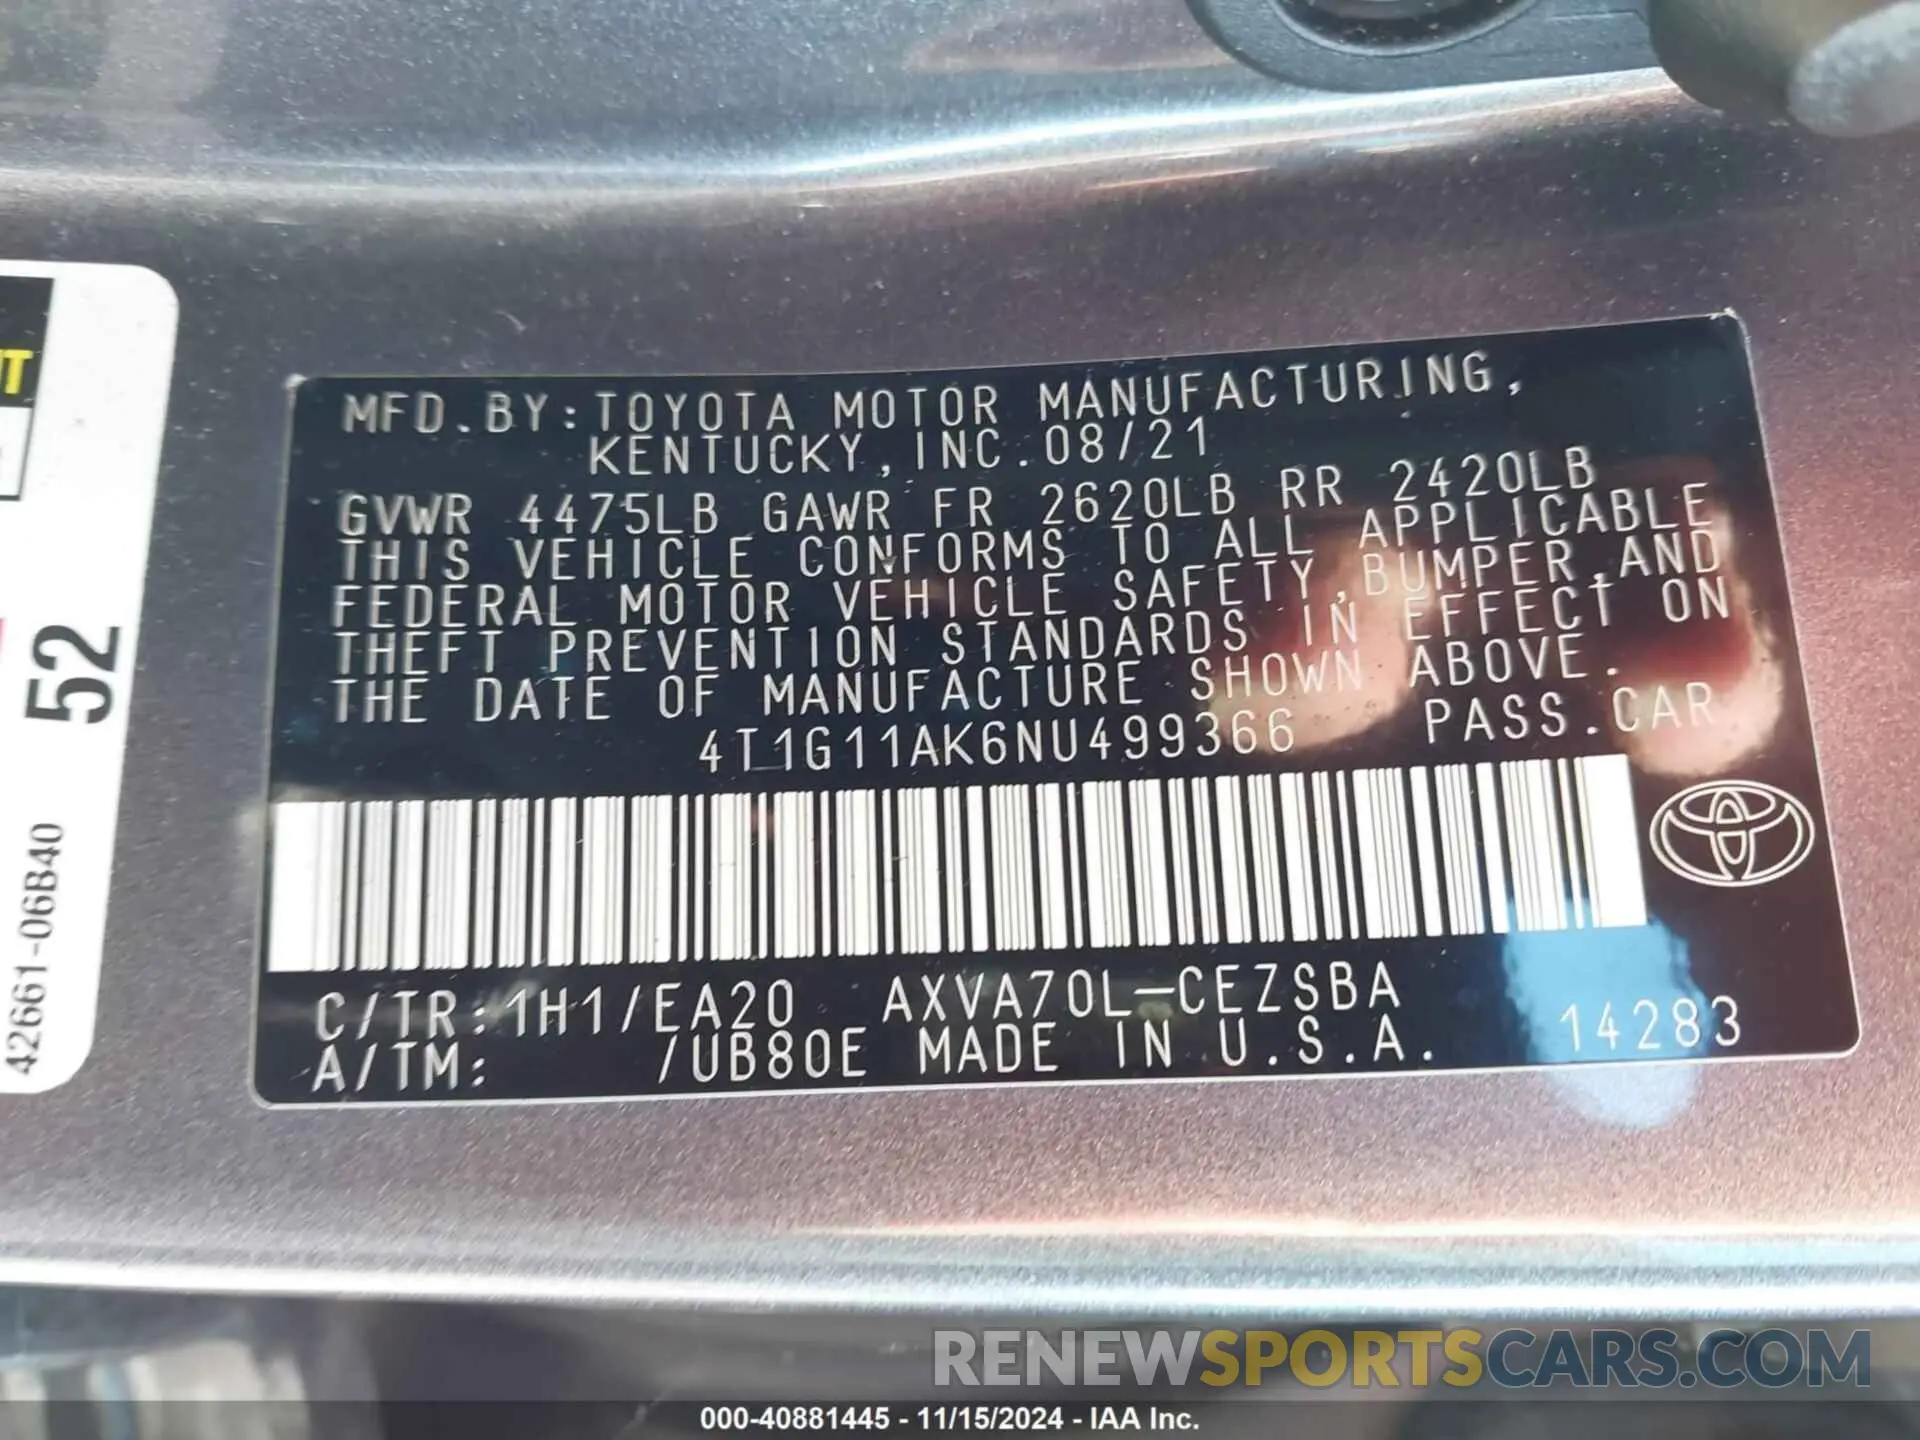 MFD.BY:TOYOTA MOTOR MANUFACTURING,
KENTUCKY,INC.08/21
GVWR 4475LB GAWR FR 2620LB RR 2420LB
THIS VEHICLE CONFORMS TO ALL APPLICABLE
FEDERAL MOTOR VEHICLE SAFETY,BUMPER,AND
THEFT PREVENTION STANDARDS IN EFFECT ON
THE DATE OF MANUFACTURE SHOWN ABOVE.
4T1G11AK6NU499366 PASS.CAR
C/TR:1H1/EA20 AXVA70L-CEZSBA
A/TM: /UB80E MADE IN U.S.A. 14283
52
42661-06B40
RENEWSPORTSCARS.COM
000-40881445 - 11/15/2024 - IAA Inc.